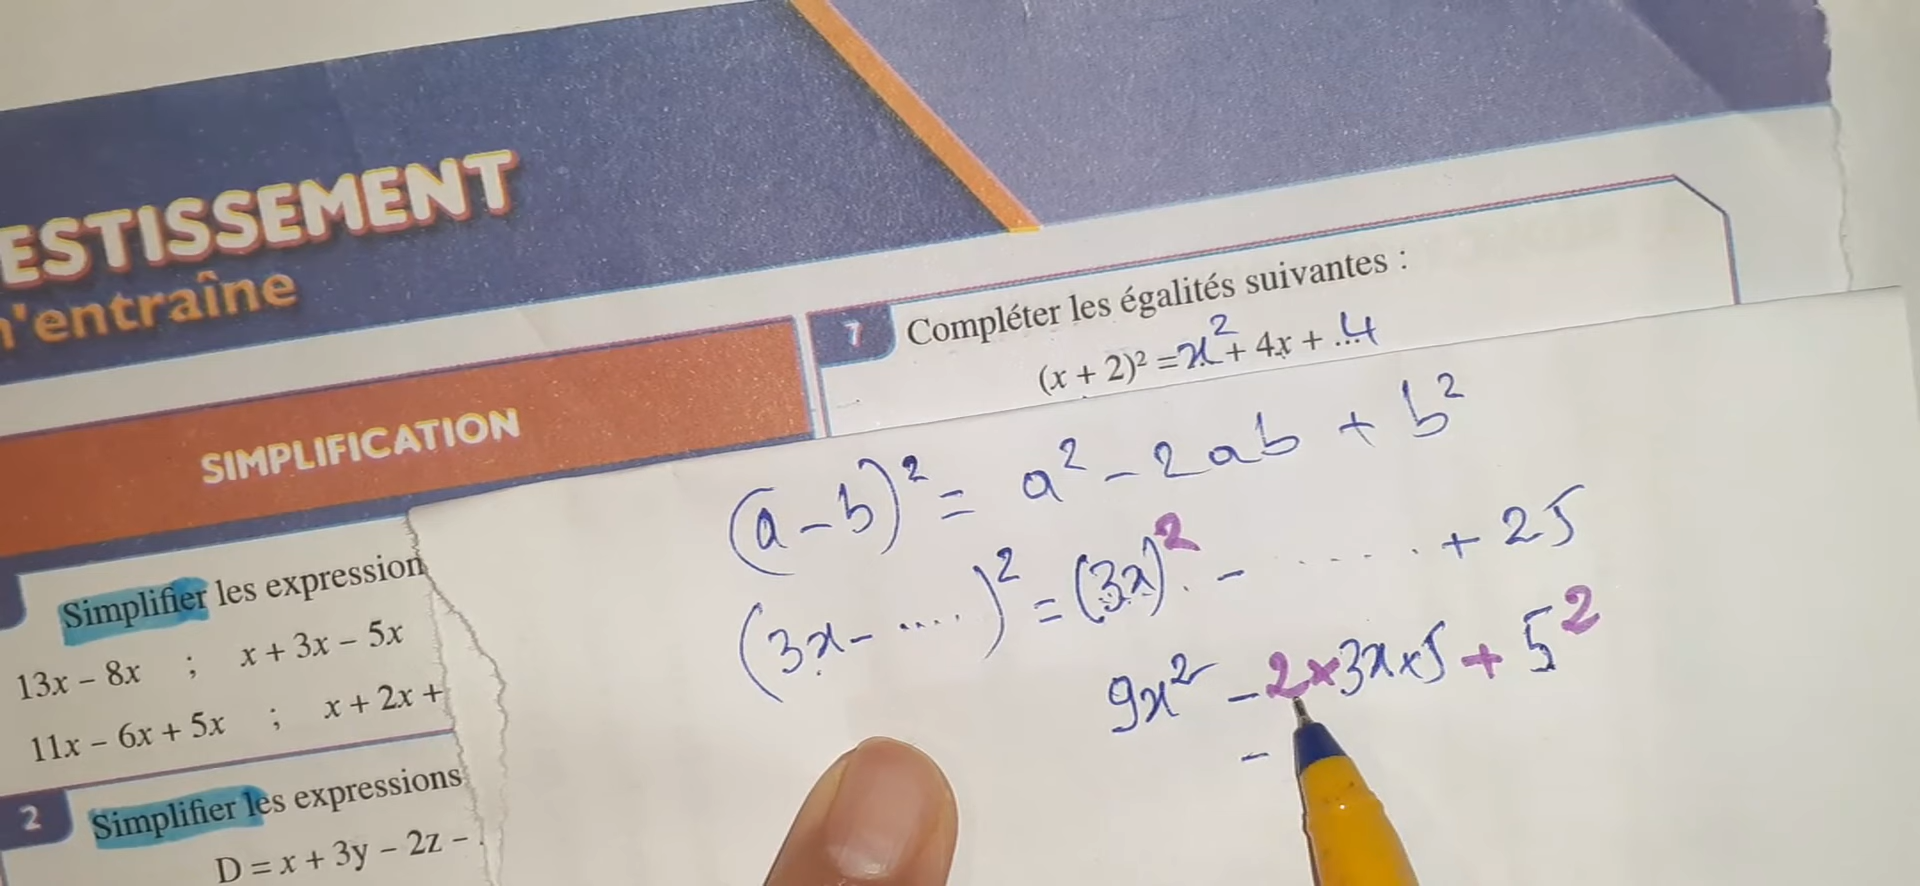 ESTISSEMENT
n'entraîne
SIMPLIFICATION
Simplifier les expression
13x – 8x ; x + 3x – 5x
11x – 6x + 5x ; x + 2x +
2 Simplifier les expressions
D = x + 3y – 2z –
7 Compléter les égalités suivantes :
(x + 2)² = x² + 4x + ...4
(a – b)² = a² – 2ab + b²
(3x – .....)² = (3x)² – ........ + 25
9x² – 2 × 3x × 5 + 5²
–